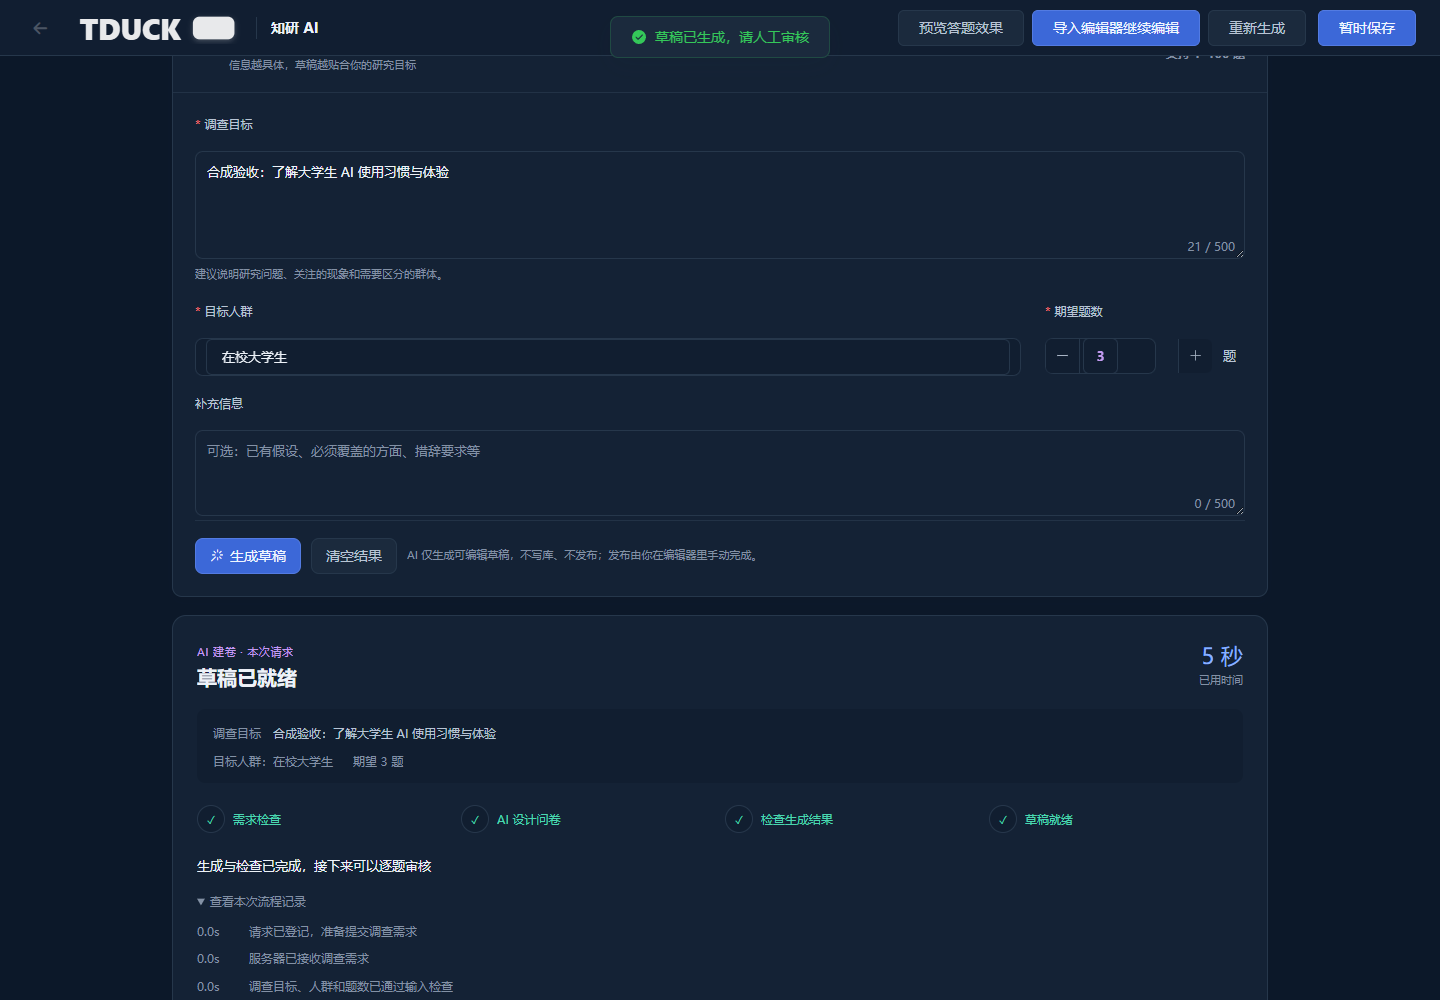 TDUCK
知研 AI
草稿已生成，请人工审核
预览答题效果
导入编辑器继续编辑
重新生成
暂时保存
信息越具体，草稿越贴合你的研究目标
* 调查目标
合成验收：了解大学生 AI 使用习惯与体验
21 / 500
建议说明研究问题、关注的现象和需要区分的群体。
* 目标人群
* 期望题数
在校大学生
3
题
补充信息
可选：已有假设、必须覆盖的方面、措辞要求等
0 / 500
生成草稿
清空结果
AI 仅生成可编辑草稿，不写库、不发布；发布由你在编辑器里手动完成。
AI 建卷 · 本次请求
草稿已就绪
5 秒
已用时间
调查目标 合成验收：了解大学生 AI 使用习惯与体验
目标人群：在校大学生 期望 3 题
✓ 需求检查
✓ AI 设计问卷
✓ 检查生成结果
✓ 草稿就绪
生成与检查已完成，接下来可以逐题审核
▼ 查看本次流程记录
0.0s 请求已登记，准备提交调查需求
0.0s 服务器已接收调查需求
0.0s 调查目标、人群和题数已通过输入检查